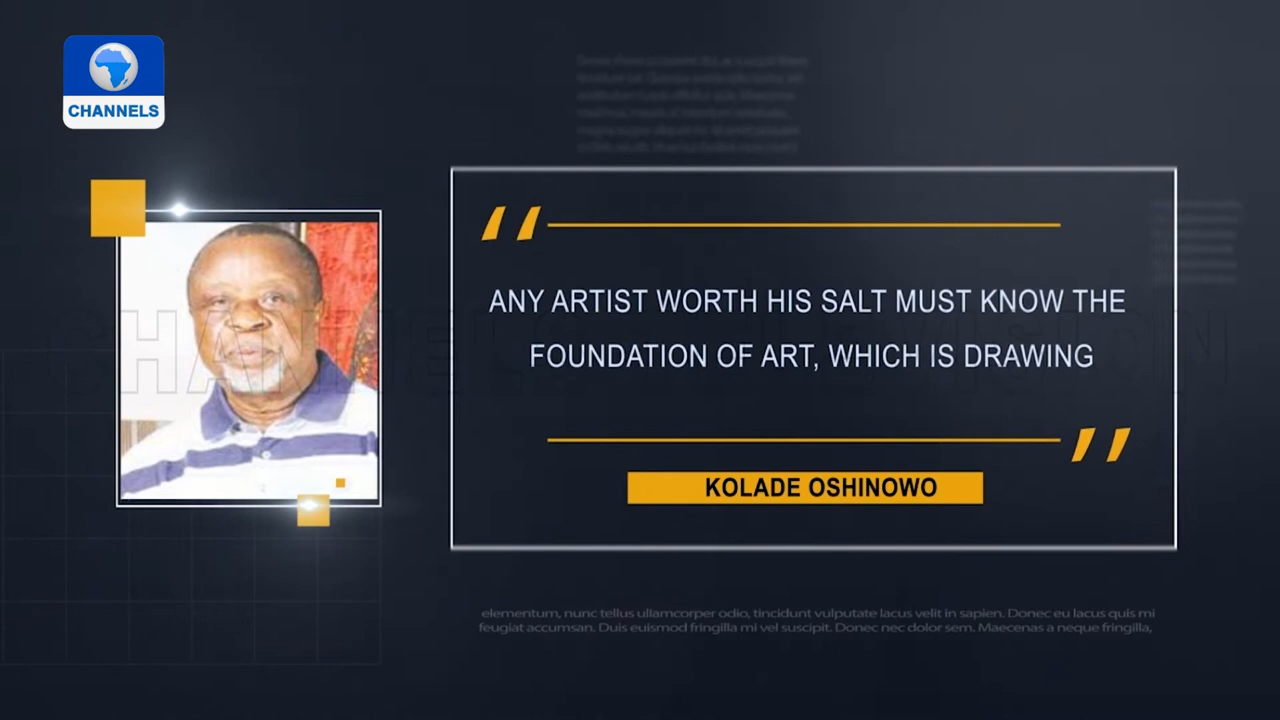 CHANNELS
ANY ARTIST WORTH HIS SALT MUST KNOW THE
FOUNDATION OF ART, WHICH IS DRAWING
KOLADE OSHINOWO
elementum, nunc tellus ullamcorper odio, tincidunt vulputate lacus velit in sapien. Donec eu lacus quis mi
feugiat accumsan. Duis euismod fringilla mi vel suscipit. Donec nec dolor sem. Maecenas a neque fringilla,